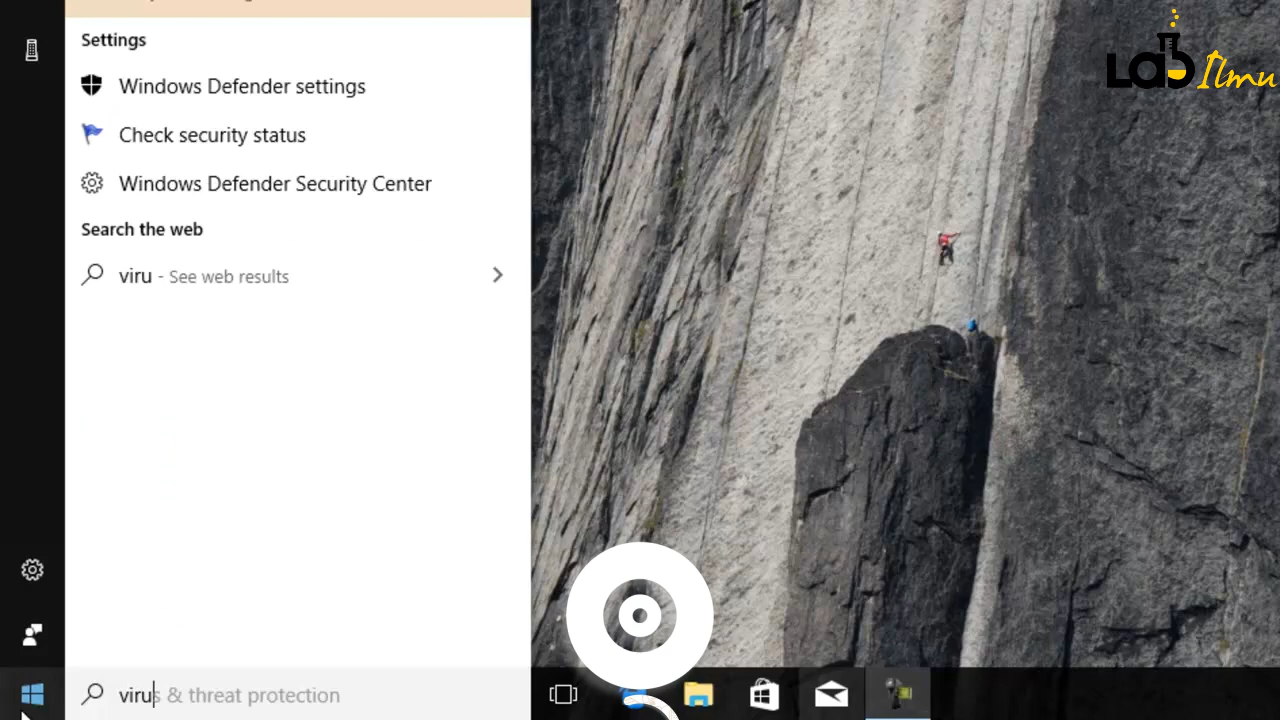 Settings
Windows Defender settings
Check security status
Windows Defender Security Center
Search the web
viru - See web results
virus & threat protection
Lab Ilmu